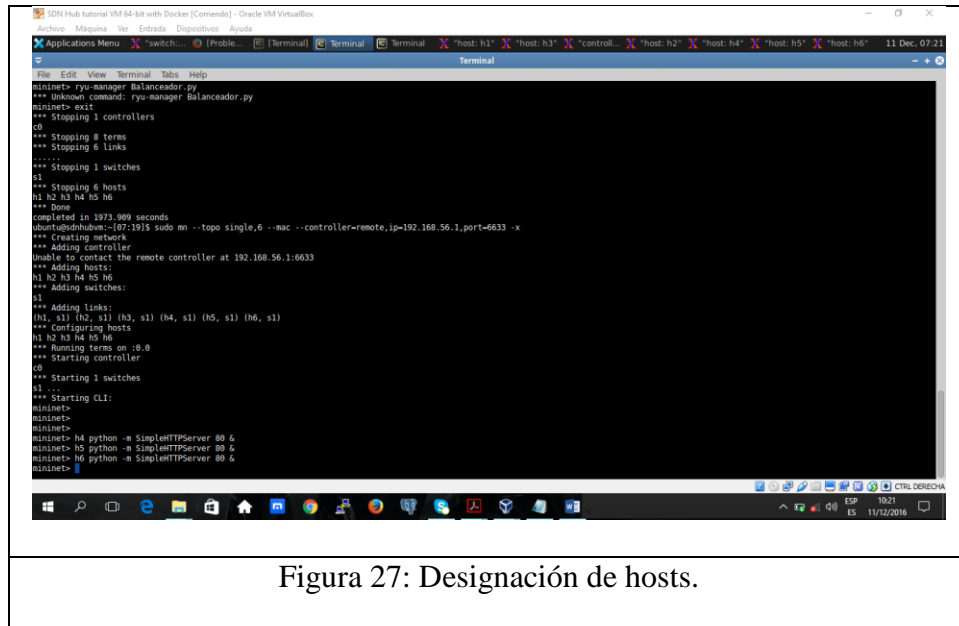 SDN Hub tutorial VM 64-bit with Docker [Corriendo] - Oracle VM VirtualBox
Archivo Máquina Ver Entrada Dispositivos Ayuda
Applications Menu "switch:... [Proble... [Terminal] Terminal Terminal "host: h1" "host: h3" "controll... "host: h2" "host: h4" "host: h5" "host: h6" 11 Dec, 07:21
Terminal
File Edit View Terminal Tabs Help
mininet> ryu-manager Balanceador.py
*** Unknown command: ryu-manager Balanceador.py
mininet> exit
*** Stopping 1 controllers
c0
*** Stopping 8 terms
*** Stopping 6 links
......
*** Stopping 1 switches
s1
*** Stopping 6 hosts
h1 h2 h3 h4 h5 h6
*** Done
completed in 1973.909 seconds
ubuntu@sdnhubvm:~[07:19]$ sudo mn --topo single,6 --mac --controller=remote,ip=192.168.56.1,port=6633 -x
*** Creating network
*** Adding controller
Unable to contact the remote controller at 192.168.56.1:6633
*** Adding hosts:
h1 h2 h3 h4 h5 h6
*** Adding switches:
s1
*** Adding links:
(h1, s1) (h2, s1) (h3, s1) (h4, s1) (h5, s1) (h6, s1)
*** Configuring hosts
h1 h2 h3 h4 h5 h6
*** Running terms on :0.0
*** Starting controller
c0
*** Starting 1 switches
s1 ...
*** Starting CLI:
mininet>
mininet>
mininet>
mininet> h4 python -m SimpleHTTPServer 80 &
mininet> h5 python -m SimpleHTTPServer 80 &
mininet> h6 python -m SimpleHTTPServer 80 &
mininet>
CTRL DERECHA
ESP 10:21
ES 11/12/2016
Figura 27: Designación de hosts.